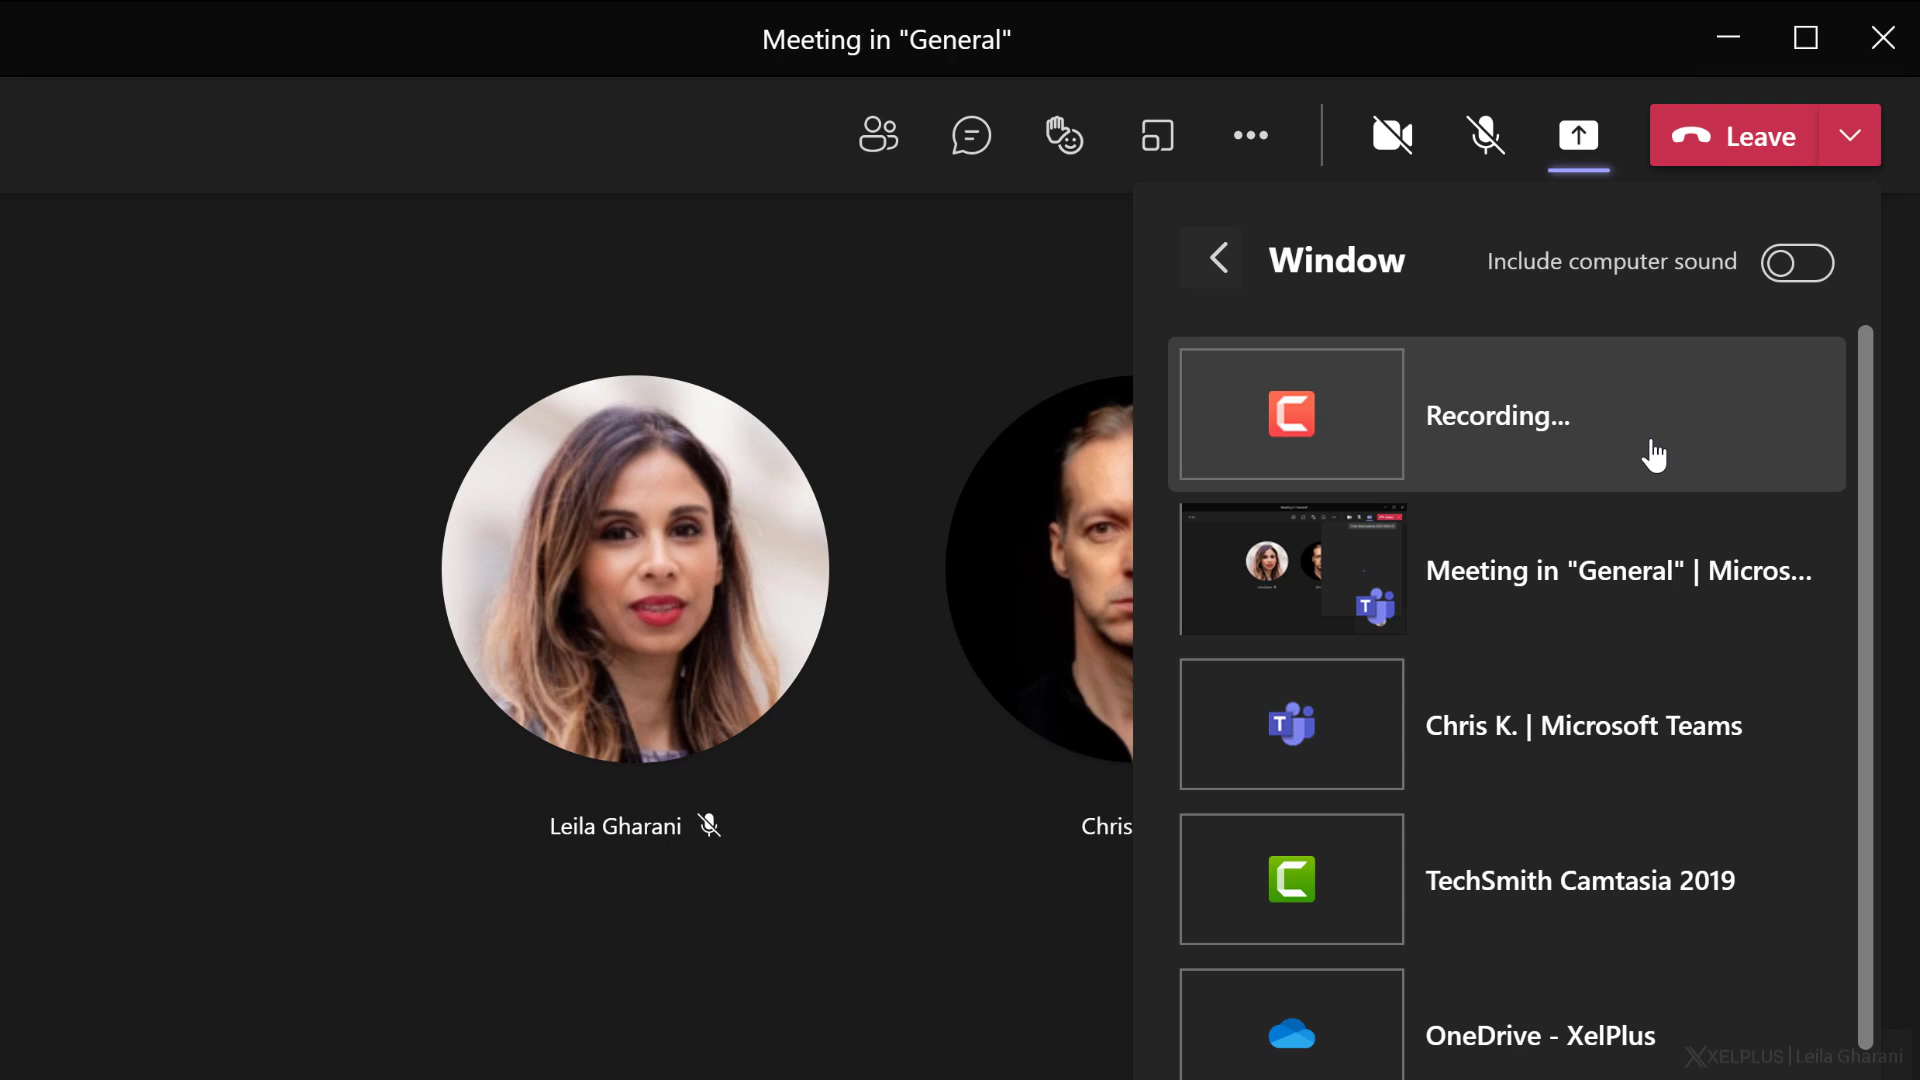 Meeting in "General"
Leave
Window
Include computer sound
Recording...
Meeting in "General" | Micros...
Chris K. | Microsoft Teams
TechSmith Camtasia 2019
OneDrive - XelPlus
Leila Gharani
Chris
XELPLUS | Leila Gharani